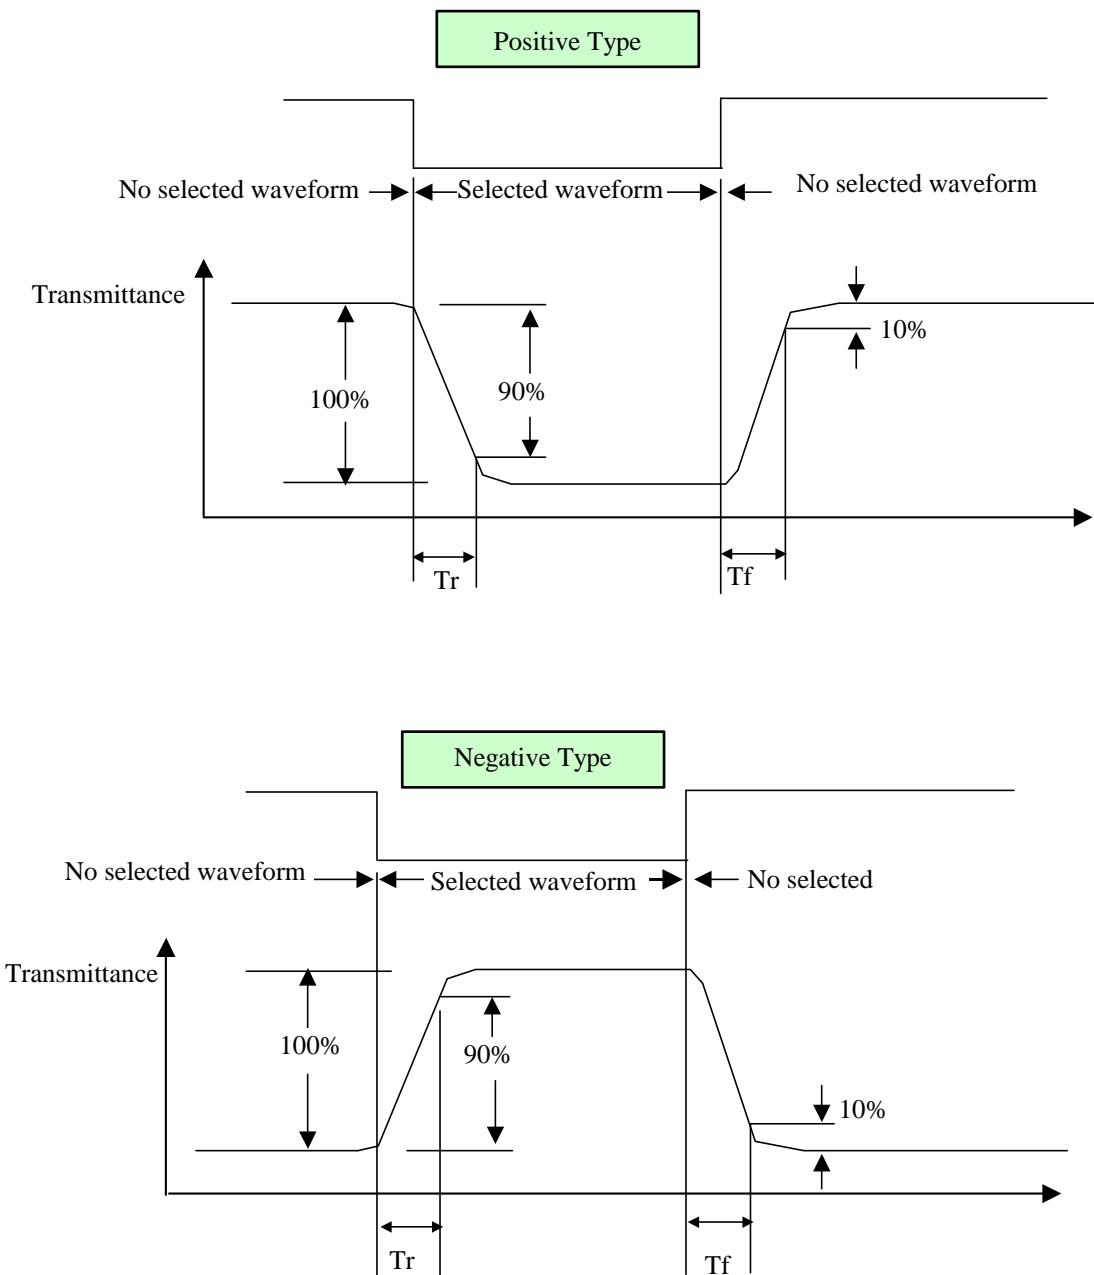 Positive Type
No selected waveform
Selected waveform
No selected waveform
Transmittance
10%
90%
100%
Tr
Tf
Negative Type
No selected waveform
Selected waveform
No selected
Transmittance
100%
90%
10%
Tr
Tf